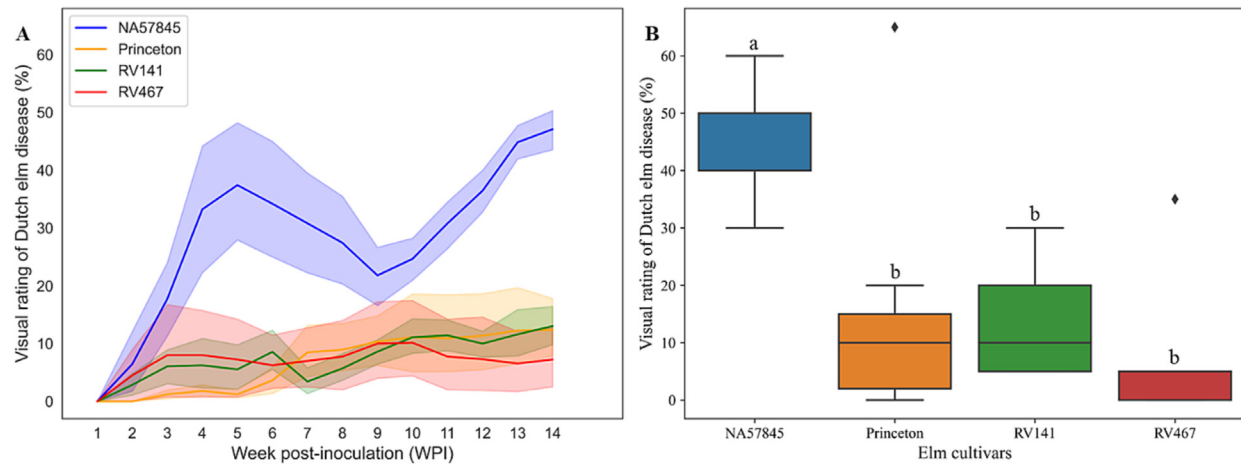 A
NA57845
Princeton
RV141
RV467
Visual rating of Dutch elm disease (%)
60
50
40
30
20
10
0
1 2 3 4 5 6 7 8 9 10 11 12 13 14
Week post-inoculation (WPI)
B
Visual rating of Dutch elm disease (%)
60
50
40
30
20
10
0
a
b
b
b
NA57845 Princeton RV141 RV467
Elm cultivars